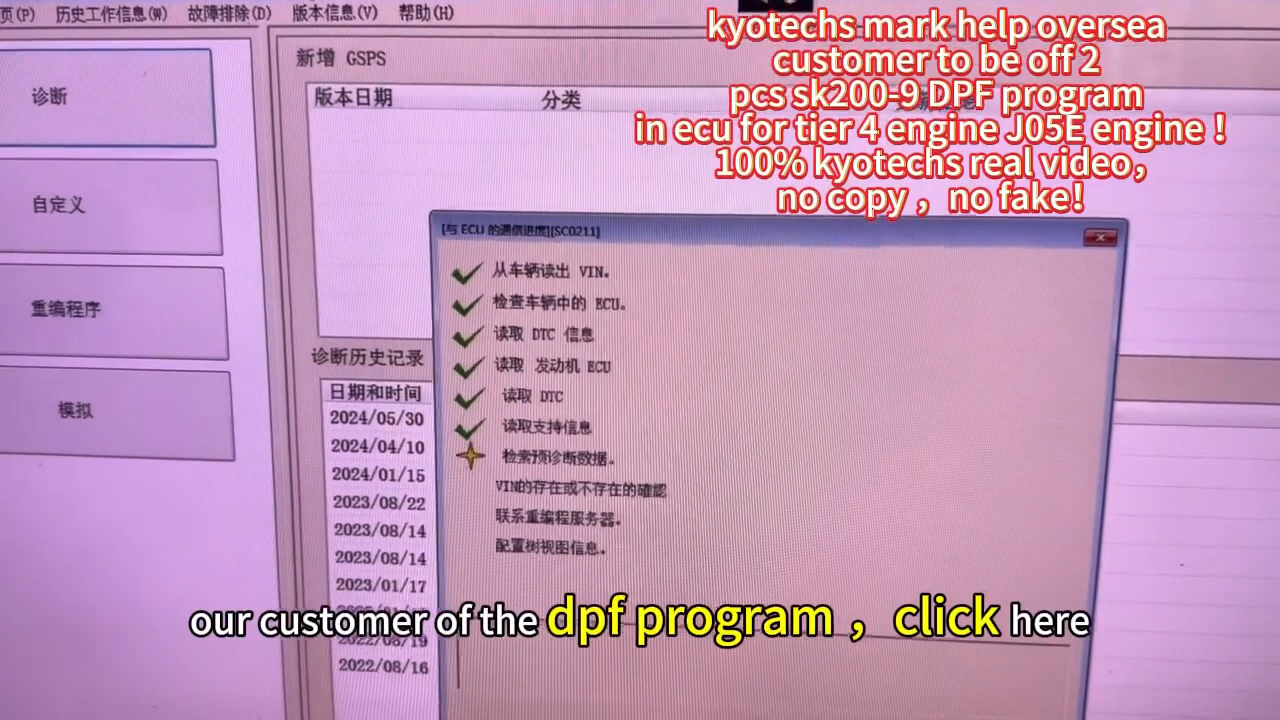 页(P) 历史工作信息(W) 故障排除(D) 版本信息(V) 帮助(H)
kyotechs mark help oversea
customer to be off 2
pcs sk200-9 DPF program
in ecu for tier 4 engine J05E engine！
100% kyotechs real video，
no copy， no fake！
诊断
自定义
重编程序
模拟
新增 GSPS
版本日期 分类
[与 ECU 的通信进度][SC0211]
从车辆读出 VIN。
检查车辆中的 ECU。
读取 DTC 信息
读取 发动机 ECU
读取 DTC
读取支持信息
检索预诊断数据。
VIN的存在或不存在的確認
联系重编程服务器。
配置树视图信息。
诊断历史记录
日期和时间
2024/05/30
2024/04/10
2024/01/15
2023/08/22
2023/08/14
2023/08/14
2023/01/17
our customer of the dpf program， click here
2022/08/19
2022/08/16